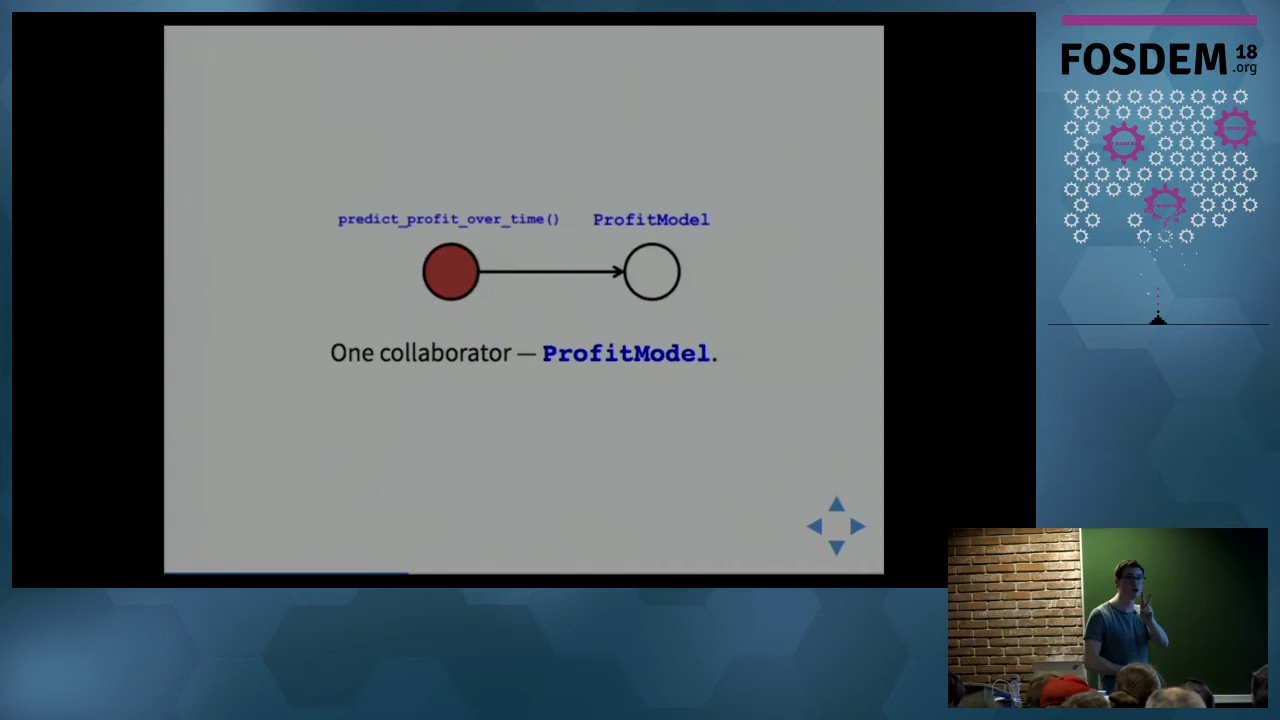 predict_profit_over_time() ProfitModel
One collaborator — ProfitModel.
FOSDEM 18
.org